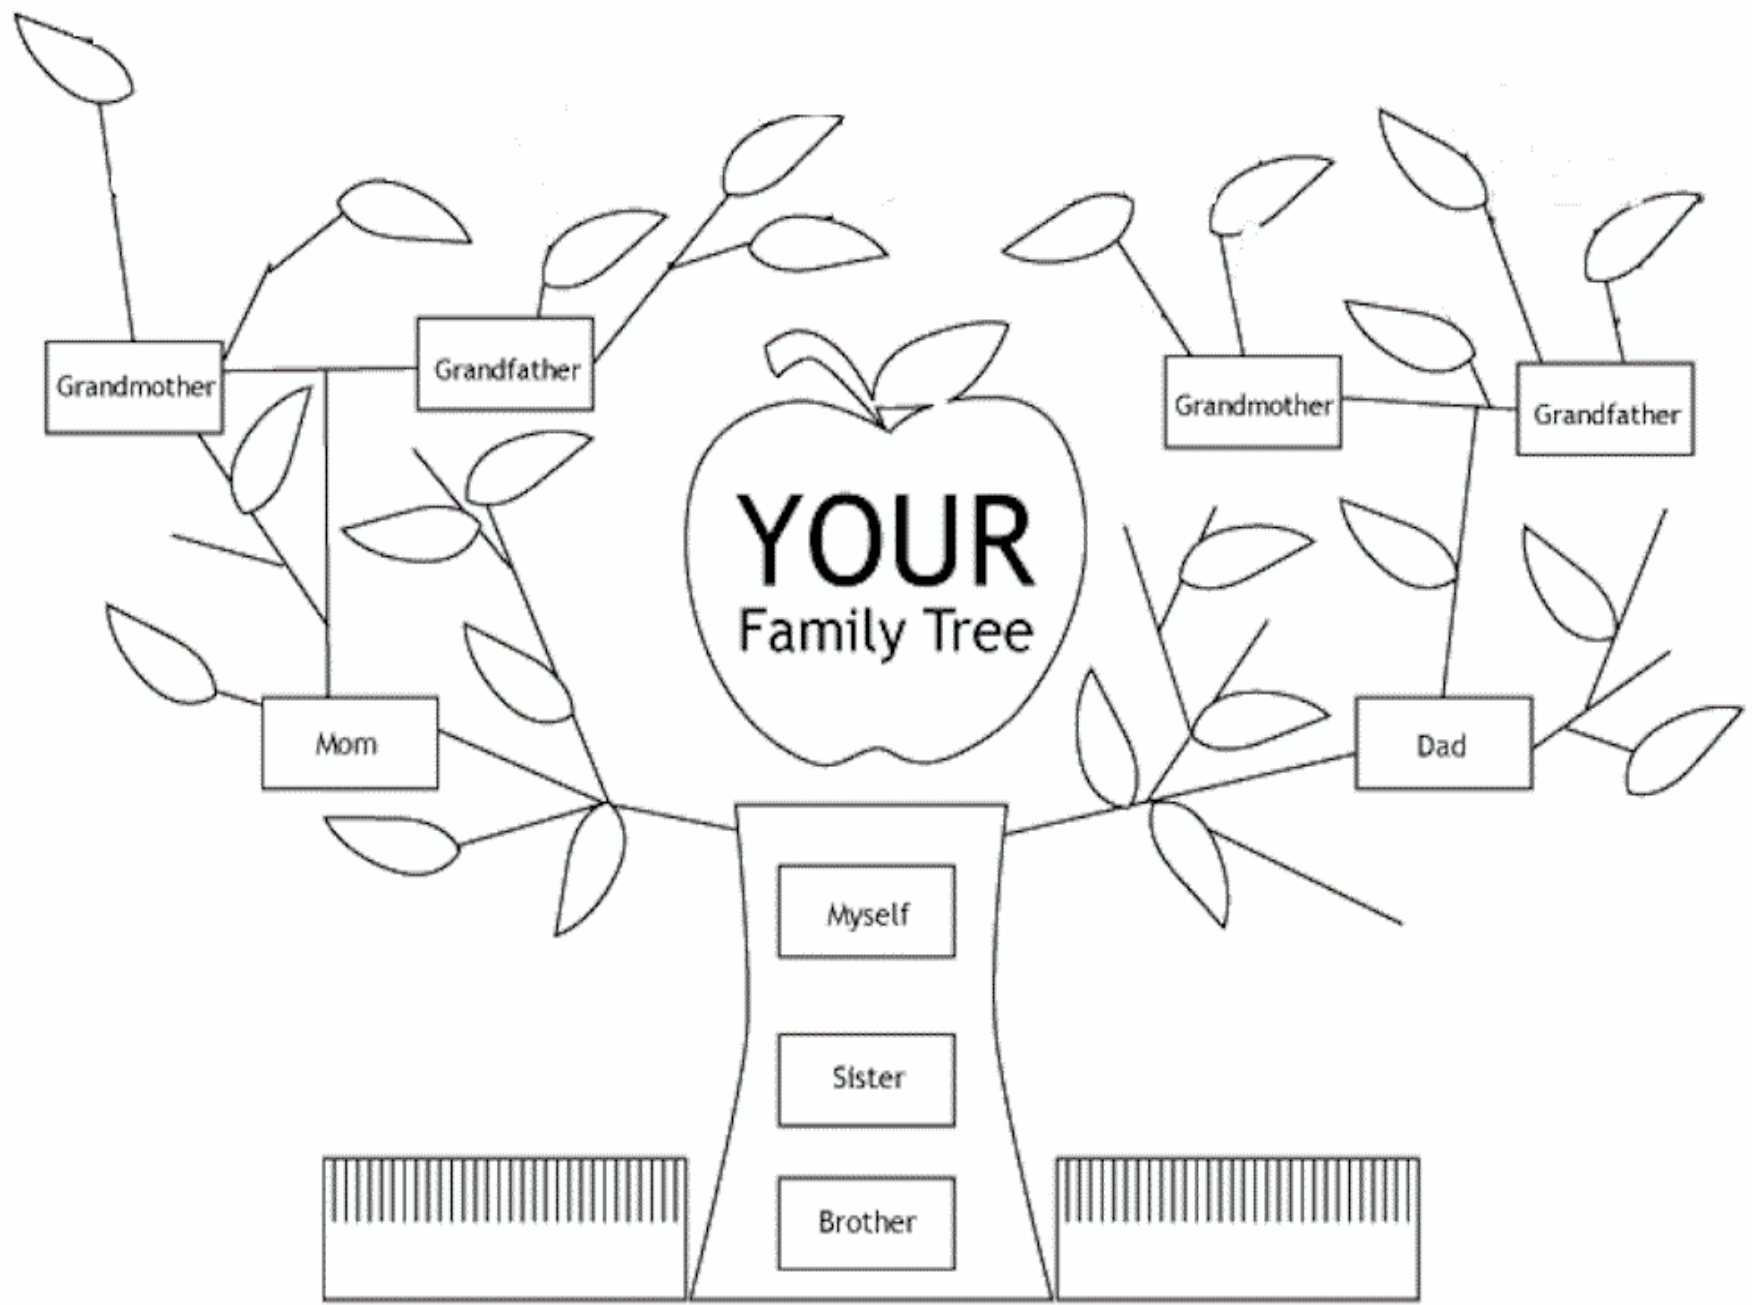 Grandmother
Grandfather
Grandmother
Grandfather
YOUR
Family Tree
Mom
Dad
Myself
Sister
Brother